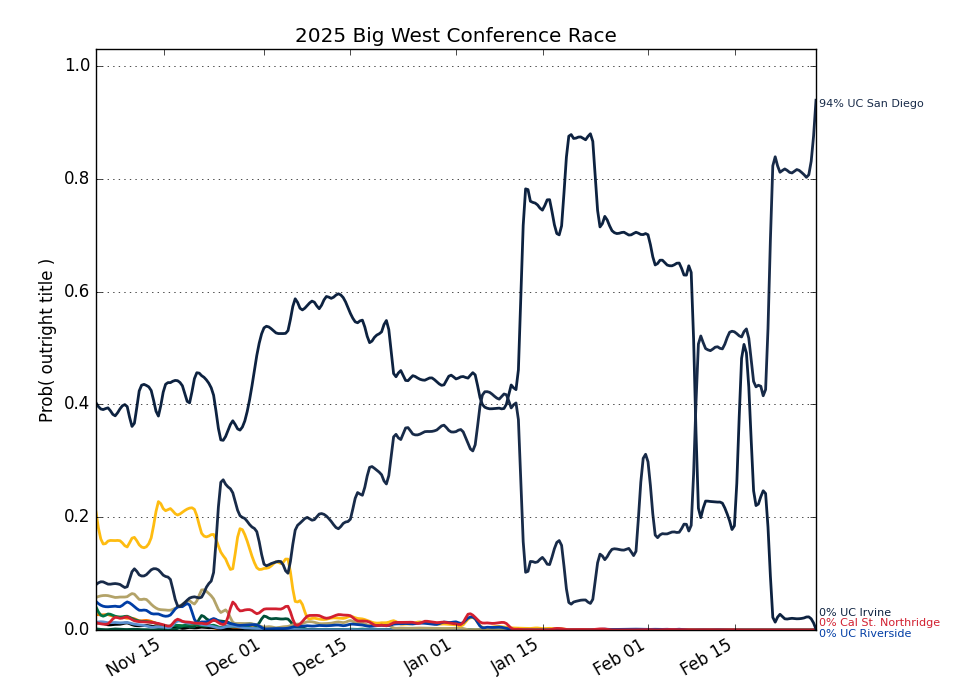 2025 Big West Conference Race
Prob( outright title )
1.0
0.8
0.6
0.4
0.2
0.0
94% UC San Diego
0% UC Irvine
0% Cal St. Northridge
0% UC Riverside
Nov 15
Dec 01
Dec 15
Jan 01
Jan 15
Feb 01
Feb 15